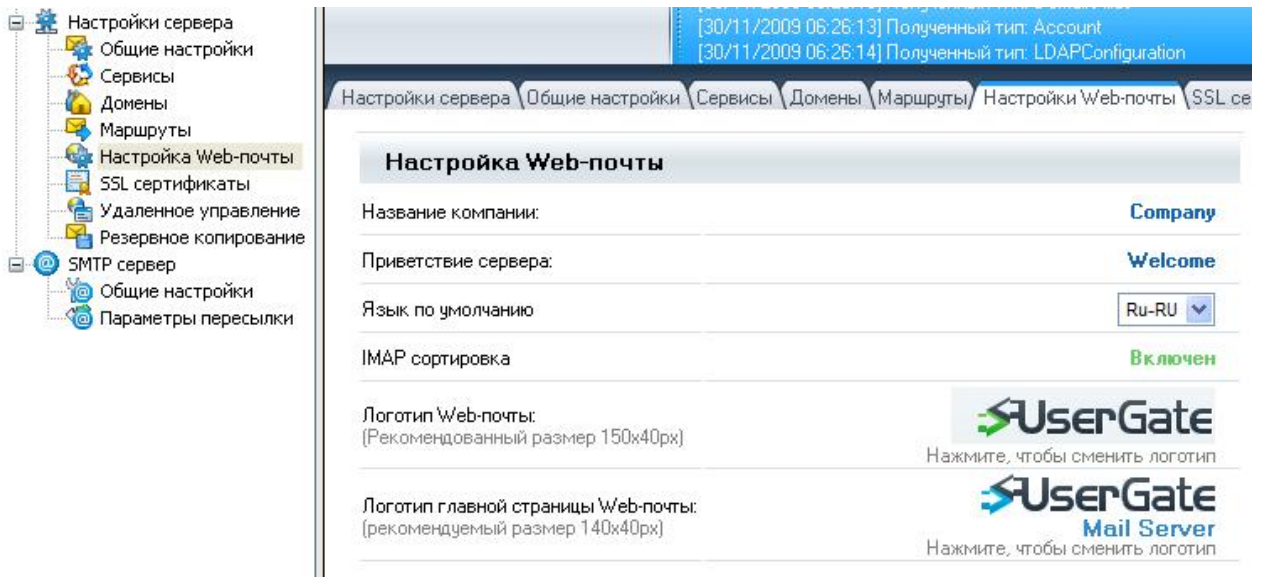 Настройки сервера
Общие настройки
Сервисы
Домены
Маршруты
Настройка Web-почты
SSL сертификаты
Удаленное управление
Резервное копирование
SMTP сервер
Общие настройки
Параметры пересылки
[30/11/2009 06:26:13] Полученный тип: Account
[30/11/2009 06:26:14] Полученный тип: LDAPConfiguration
Настройки сервера Общие настройки Сервисы Домены Маршруты Настройки Web-почты SSL се
Настройка Web-почты
Название компании: Company
Приветствие сервера: Welcome
Язык по умолчанию Ru-RU
IMAP сортировка Включен
Логотип Web-почты:
(Рекомендованный размер 150x40px)
UserGate
Нажмите, чтобы сменить логотип
Логотип главной страницы Web-почты:
(рекомендуемый размер 140x40px)
UserGate
Mail Server
Нажмите, чтобы сменить логотип